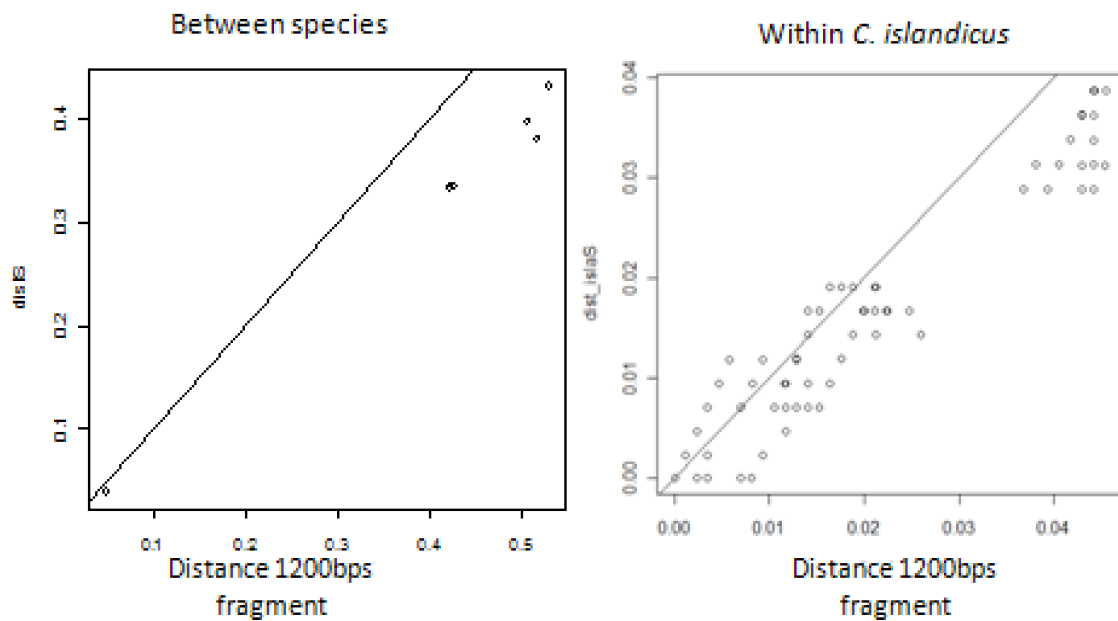 Between species
distS
0.4
0.3
0.2
0.1
0.1 0.2 0.3 0.4 0.5
Distance 1200bps
fragment
Within C. islandicus
dist_islaS
0.04
0.03
0.02
0.01
0.00
0.00 0.01 0.02 0.03 0.04
Distance 1200bps
fragment